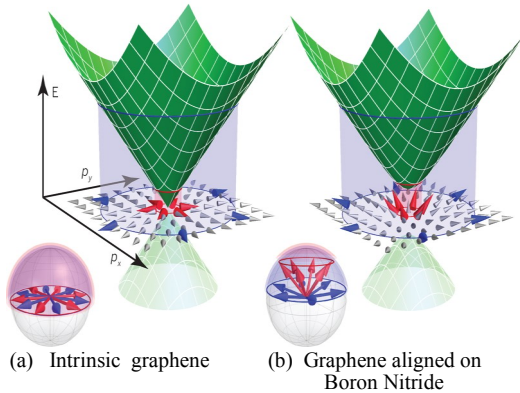 E
p_y
p_x
(a) Intrinsic graphene
(b) Graphene aligned on
Boron Nitride